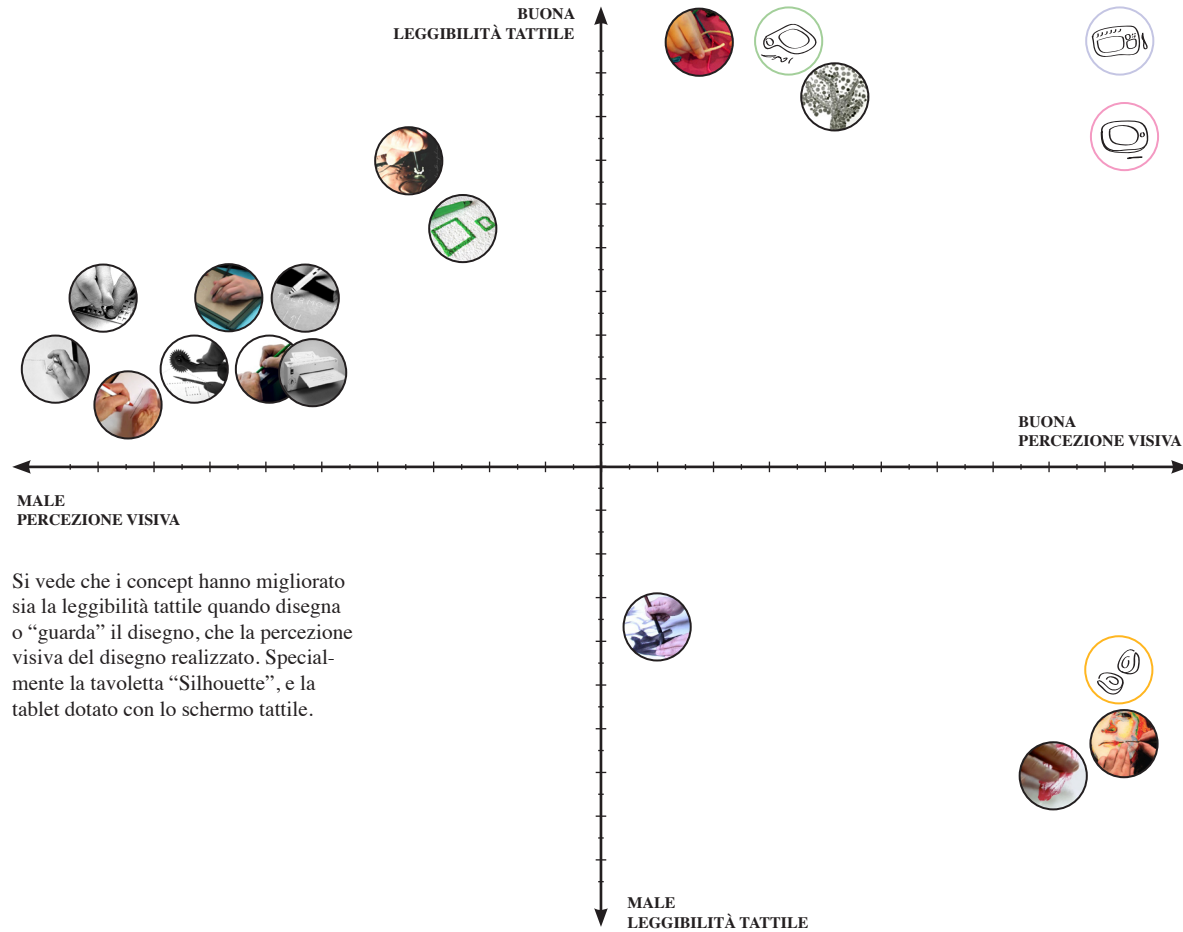 BUONA
LEGGIBILITÀ TATTILE
BUONA
PERCEZIONE VISIVA
MALE
PERCEZIONE VISIVA
Si vede che i concept hanno migliorato
sia la leggibilità tattile quando disegna
o “guarda” il disegno, che la percezione
visiva del disegno realizzato. Special-
mente la tavoletta “Silhouette”, e la
tablet dotato con lo schermo tattile.
MALE
LEGGIBILITÀ TATTILE